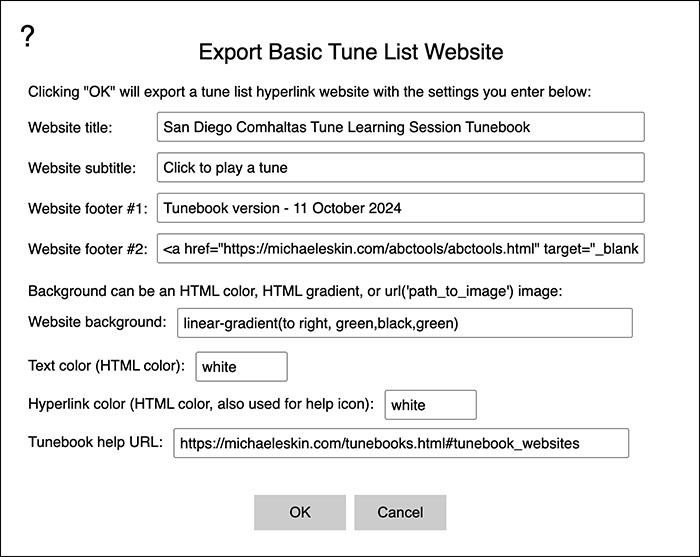 ?
Export Basic Tune List Website
Clicking "OK" will export a tune list hyperlink website with the settings you enter below:
Website title: San Diego Comhaltas Tune Learning Session Tunebook
Website subtitle: Click to play a tune
Website footer #1: Tunebook version - 11 October 2024
Website footer #2: <a href="https://michaeleskin.com/abctools/abctools.html" target="_blank
Background can be an HTML color, HTML gradient, or url('path_to_image') image:
Website background: linear-gradient(to right, green,black,green)
Text color (HTML color): white
Hyperlink color (HTML color, also used for help icon): white
Tunebook help URL: https://michaeleskin.com/tunebooks.html#tunebook_websites
OK Cancel